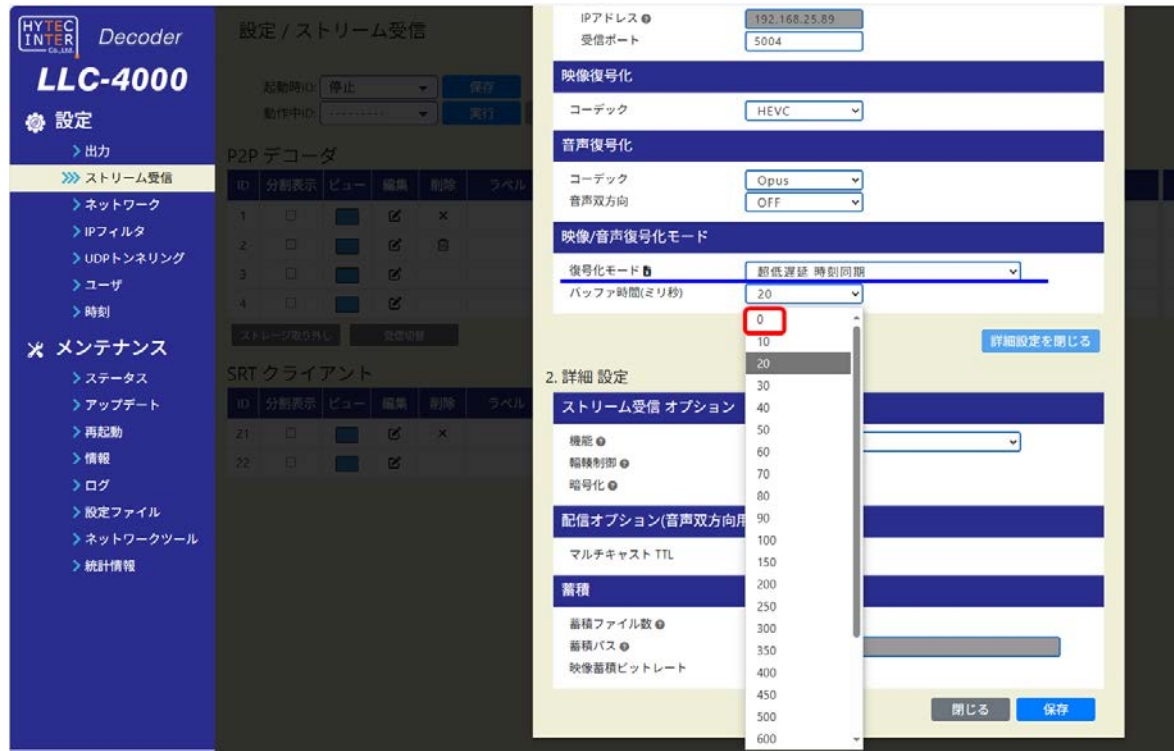 HYTEC
INTER
Co.,Ltd.
Decoder
LLC-4000
設定
出力
ストリーム受信
ネットワーク
IPフィルタ
UDPトンネリング
ユーザ
時刻
メンテナンス
ステータス
アップデート
再起動
情報
ログ
設定ファイル
ネットワークツール
統計情報
設定 / ストリーム受信
起動時ID: 停止 保存
動作中ID: --------- 実行
P2P デコーダ
ID 分割表示 ビュー 編集 削除 ラベル
1
2
3
4
ストレージ取り外し 受信切替
SRT クライアント
ID 分割表示 ビュー 編集 削除 ラベル
21
22
IPアドレス 192.168.25.89
受信ポート 5004
映像復号化
コーデック HEVC
音声復号化
コーデック Opus
音声双方向 OFF
映像/音声復号化モード
復号化モード 超低遅延 時刻同期
バッファ時間(ミリ秒) 20
0
10
20
30
40
50
60
70
80
90
100
150
200
250
300
350
400
450
500
600
詳細設定を閉じる
2. 詳細 設定
ストリーム受信 オプション
機能
輻輳制御
暗号化
配信オプション(音声双方向用
マルチキャスト TTL
蓄積
蓄積ファイル数
蓄積パス
映像蓄積ビットレート
閉じる 保存